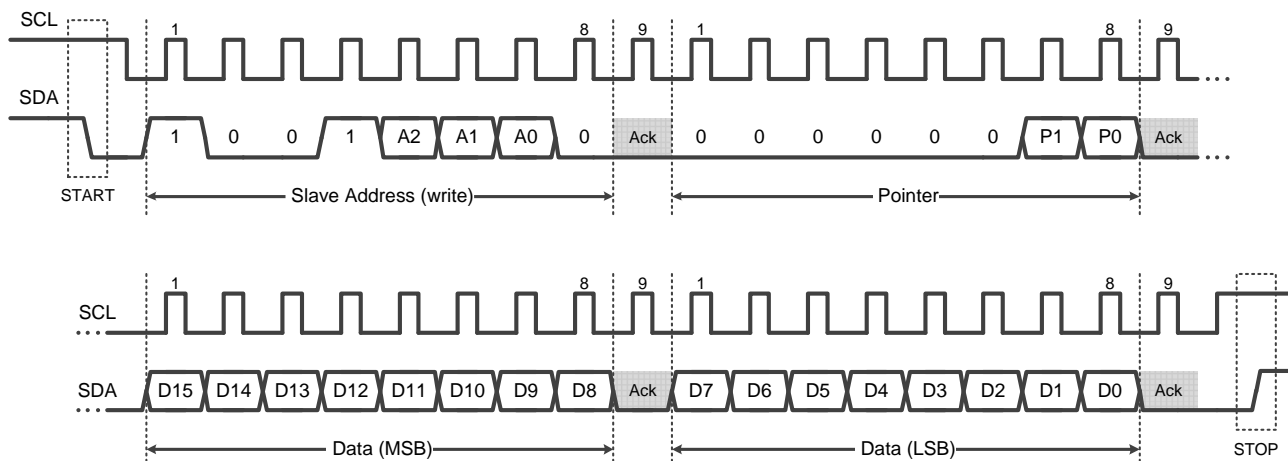 SCL
1 8 9 1 8 9
SDA
1 0 0 1 A2 A1 A0 0 Ack 0 0 0 0 0 0 P1 P0 Ack
START Slave Address (write) Pointer
1 8 9 1 8 9
SCL
SDA D15 D14 D13 D12 D11 D10 D9 D8 Ack D7 D6 D5 D4 D3 D2 D1 D0 Ack
Data (MSB) Data (LSB) STOP